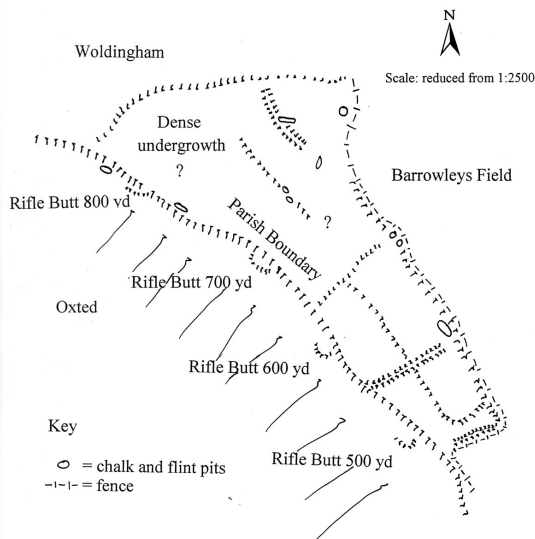 N
Woldingham
Scale: reduced from 1:2500
Dense
undergrowth
?
Barrowleys Field
Rifle Butt 800 yd
Parish Boundary
?
Rifle Butt 700 yd
Oxted
Rifle Butt 600 yd
Key
Rifle Butt 500 yd
= chalk and flint pits
= fence